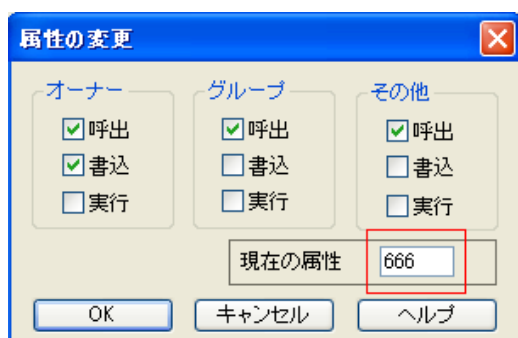 属性の変更
オーナー グループ その他
呼出 呼出 呼出
書込 書込 書込
実行 実行 実行
現在の属性 666
OK キャンセル ヘルプ